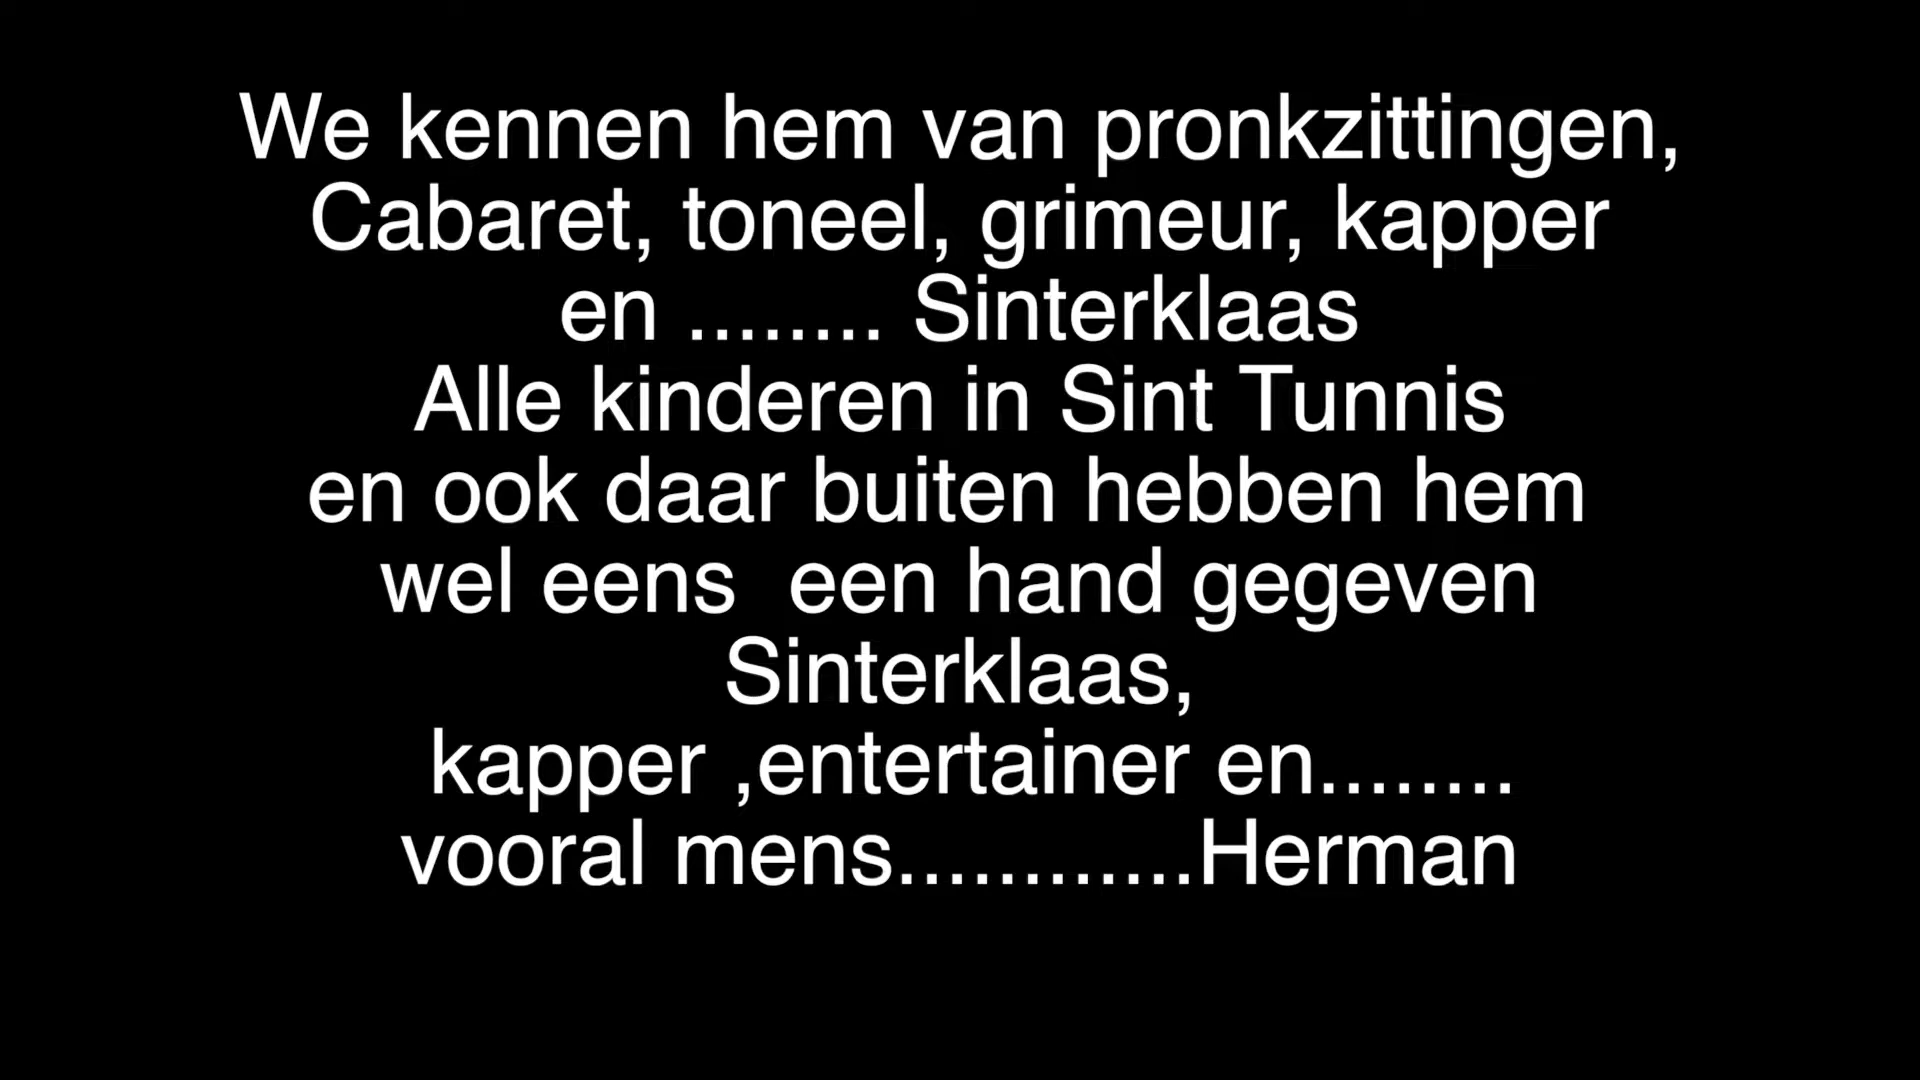 We kennen hem van pronkzittingen,
Cabaret, toneel, grimeur, kapper
en ........ Sinterklaas
Alle kinderen in Sint Tunnis
en ook daar buiten hebben hem
wel eens  een hand gegeven
Sinterklaas,
kapper ,entertainer en........
vooral mens............Herman